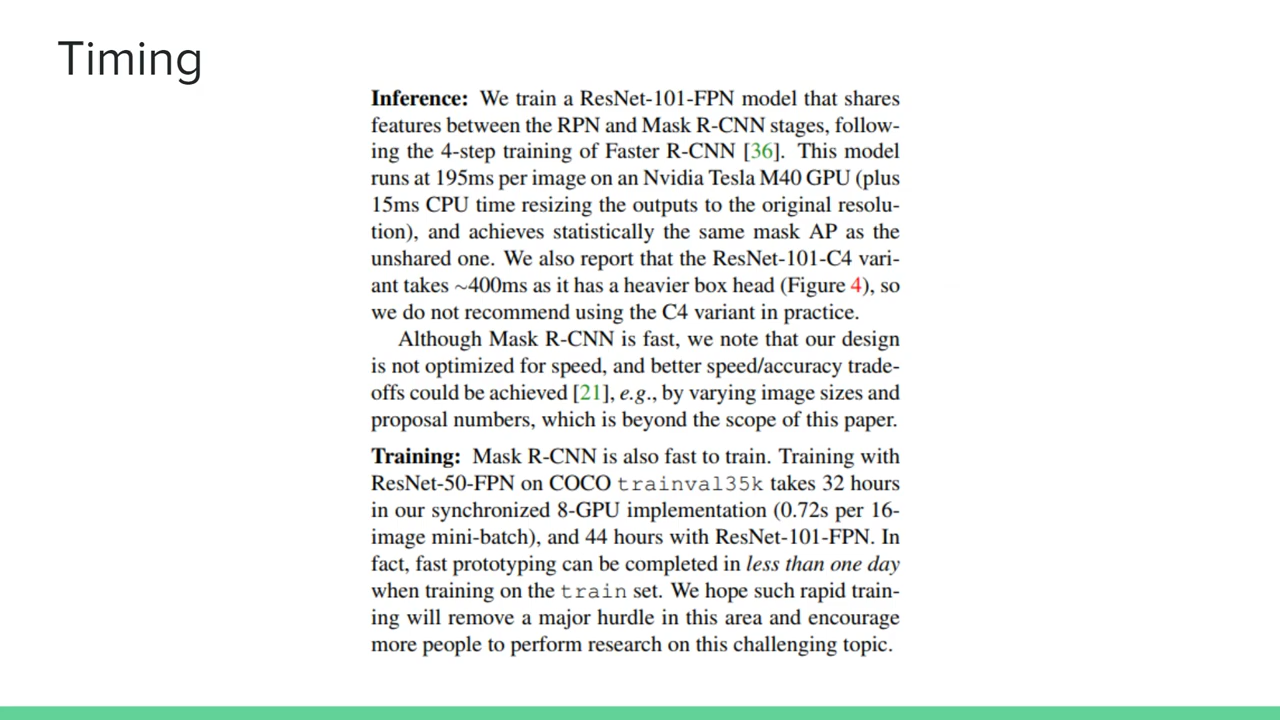 Timing
Inference: We train a ResNet-101-FPN model that shares
features between the RPN and Mask R-CNN stages, follow-
ing the 4-step training of Faster R-CNN [36]. This model
runs at 195ms per image on an Nvidia Tesla M40 GPU (plus
15ms CPU time resizing the outputs to the original resolu-
tion), and achieves statistically the same mask AP as the
unshared one. We also report that the ResNet-101-C4 vari-
ant takes ~400ms as it has a heavier box head (Figure 4), so
we do not recommend using the C4 variant in practice.
Although Mask R-CNN is fast, we note that our design
is not optimized for speed, and better speed/accuracy trade-
offs could be achieved [21], e.g., by varying image sizes and
proposal numbers, which is beyond the scope of this paper.
Training: Mask R-CNN is also fast to train. Training with
ResNet-50-FPN on COCO trainval35k takes 32 hours
in our synchronized 8-GPU implementation (0.72s per 16-
image mini-batch), and 44 hours with ResNet-101-FPN. In
fact, fast prototyping can be completed in less than one day
when training on the train set. We hope such rapid train-
ing will remove a major hurdle in this area and encourage
more people to perform research on this challenging topic.